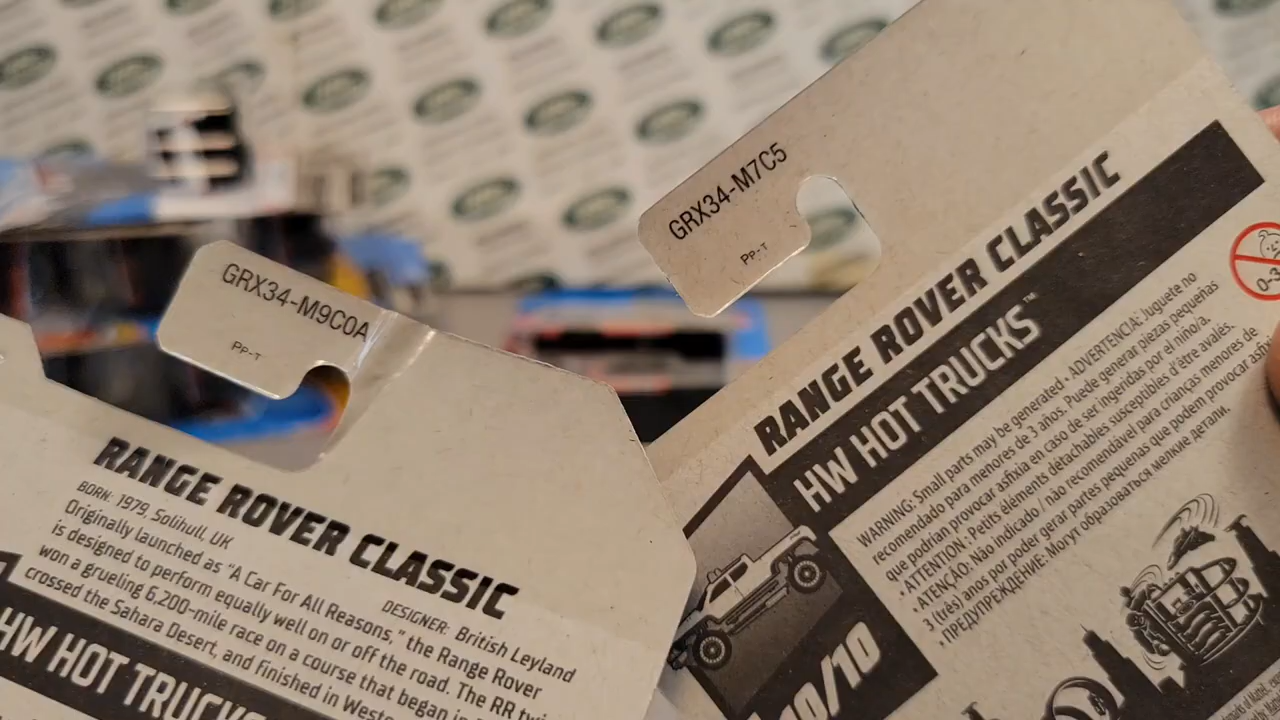 GRX34-M9C0A
PP-T
RANGE ROVER CLASSIC
BORN: 1979, Solihull, UK
DESIGNER: British Leyland
Originally launched as "A Car For All Reasons," the Range Rover
is designed to perform equally well on or off the road. The RR
won a grueling 6,200-mile race on a course that began
crossed the Sahara Desert, and finished in
HW HOT TRUCKS
GRX34-M7C5
PP-T
RANGE ROVER CLASSIC
HW HOT TRUCKS™
WARNING: Small parts may be generated • ADVERTENCIA: Juguete no
recomendado para menores de 3 años. Puede generar piezas pequeñas
que podrían provocar asfixia en caso de ser ingeridas por el niño/a.
• ATTENTION : Petits éléments détachables susceptibles d'être avalés.
• ATENÇÃO: Não indicado / não recomendável para crianças menores de
3 (três) anos por poder gerar partes pequenas que podem provocar
• ПРЕДУПРЕЖДЕНИЕ: Могут образоваться мелкие детали.
0-3
10/10